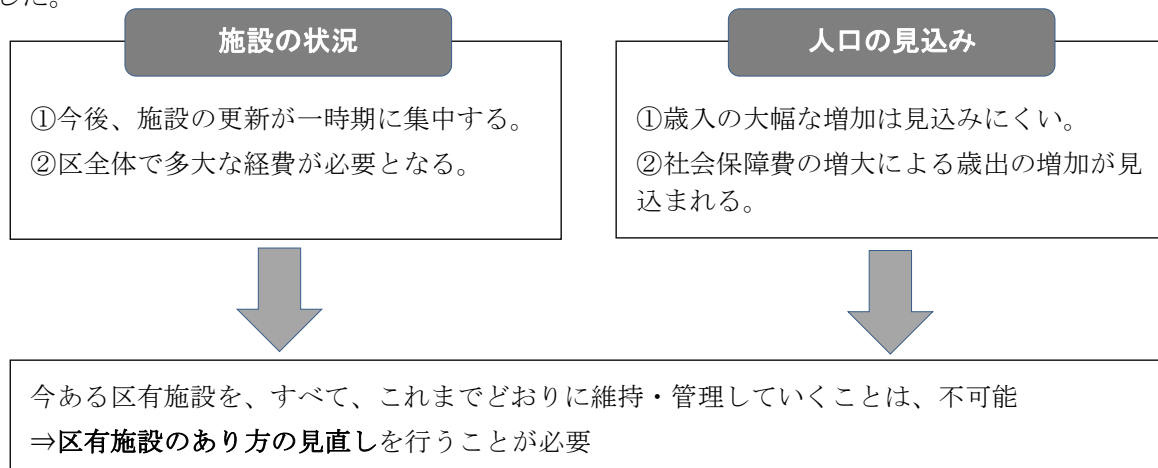 した。
施設の状況
①今後、施設の更新が一時期に集中する。
②区全体で多大な経費が必要となる。
人口の見込み
①歳入の大幅な増加は見込みにくい。
②社会保障費の増大による歳出の増加が見
込まれる。
今ある区有施設を、すべて、これまでどおりに維持・管理していくことは、不可能
⇒区有施設のあり方の見直しを行うことが必要